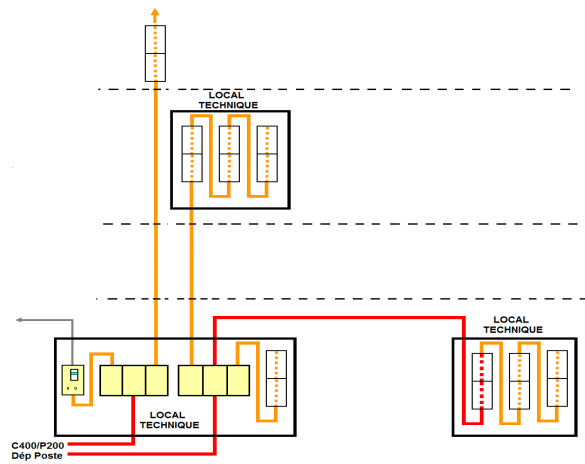 LOCAL
TECHNIQUE
LOCAL
TECHNIQUE
LOCAL
TECHNIQUE
C400/P200
Dép Poste